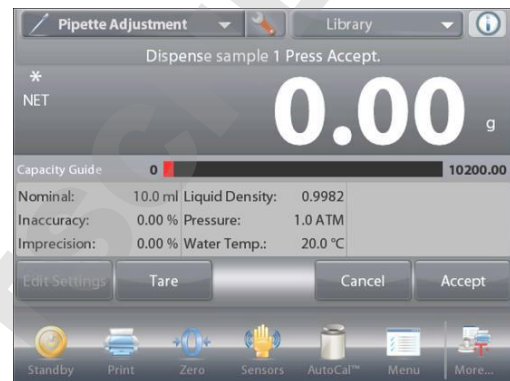 Pipette Adjustment Library
Dispense sample 1 Press Accept.
*
NET
0.00 g
Capacity Guide 0 10200.00
Nominal: 10.0 ml Liquid Density: 0.9982
Inaccuracy: 0.00 % Pressure: 1.0 ATM
Imprecision: 0.00 % Water Temp.: 20.0 °C
Edit Settings Tare Cancel Accept
Standby Print Zero Sensors AutoCal™ Menu More...